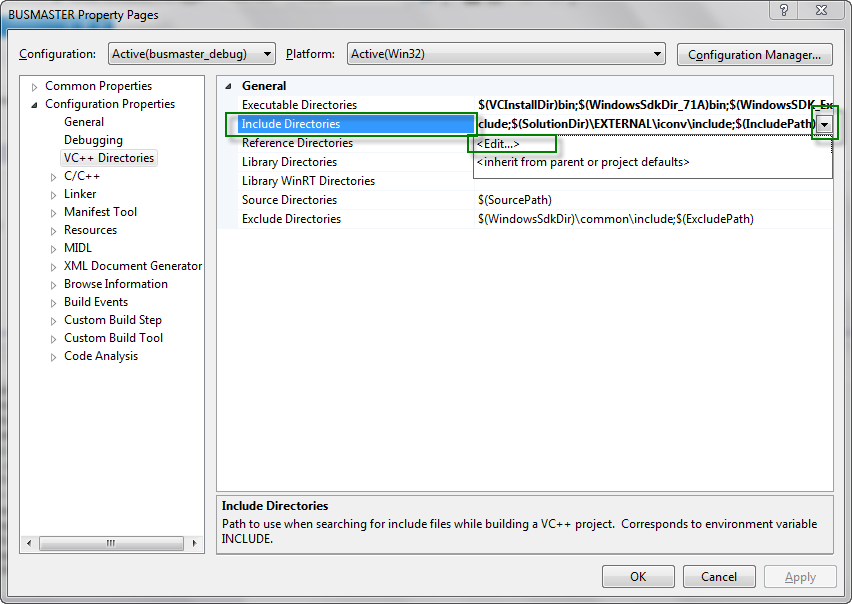 BUSMASTER Property Pages
Configuration: Active(busmaster_debug) Platform: Active(Win32) Configuration Manager...
Common Properties
Configuration Properties
General
Debugging
VC++ Directories
C/C++
Linker
Manifest Tool
Resources
MIDL
XML Document Generator
Browse Information
Build Events
Custom Build Step
Custom Build Tool
Code Analysis
General
Executable Directories $(VCInstallDir)bin;$(WindowsSdkDir_71A)bin;$(WindowsSDK_Ex
Include Directories clude;$(SolutionDir)\EXTERNAL\iconv\include;$(IncludePath)
Reference Directories <Edit...>
Library Directories <inherit from parent or project defaults>
Library WinRT Directories
Source Directories $(SourcePath)
Exclude Directories $(WindowsSdkDir)\common\include;$(ExcludePath)
Include Directories
Path to use when searching for include files while building a VC++ project.  Corresponds to environment variable
INCLUDE.
OK Cancel Apply